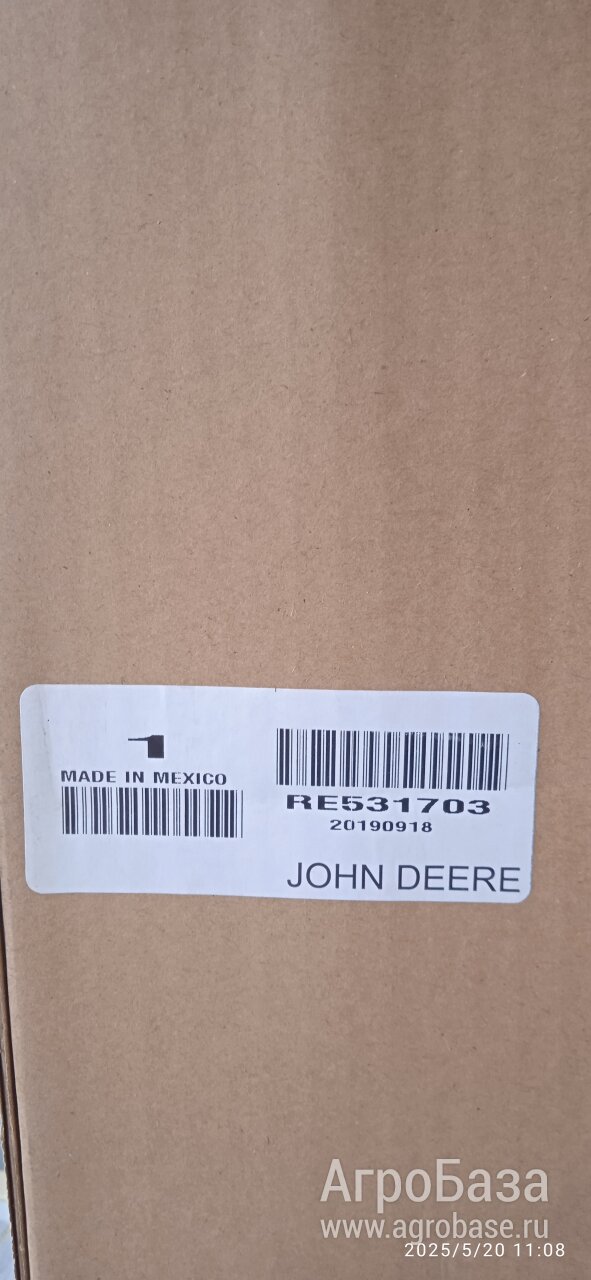 1
MADE IN MEXICO
RE531703
20190918
JOHN DEERE
АгроБаза
www.agrobase.ru
2025/5/20 11:08